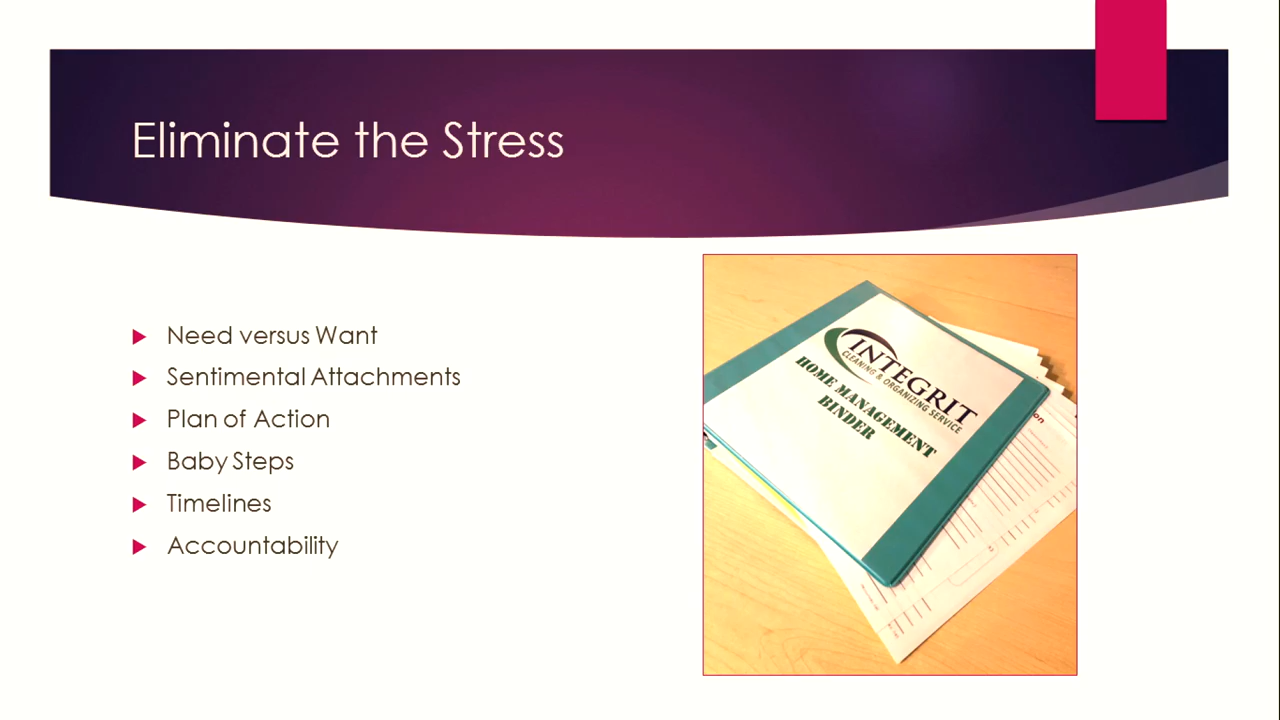 Eliminate the Stress
Need versus Want
Sentimental Attachments
Plan of Action
Baby Steps
Timelines
Accountability
INTEGRIT
CLEANING & ORGANIZING SERVICE
HOME MANAGEMENT
BINDER
on